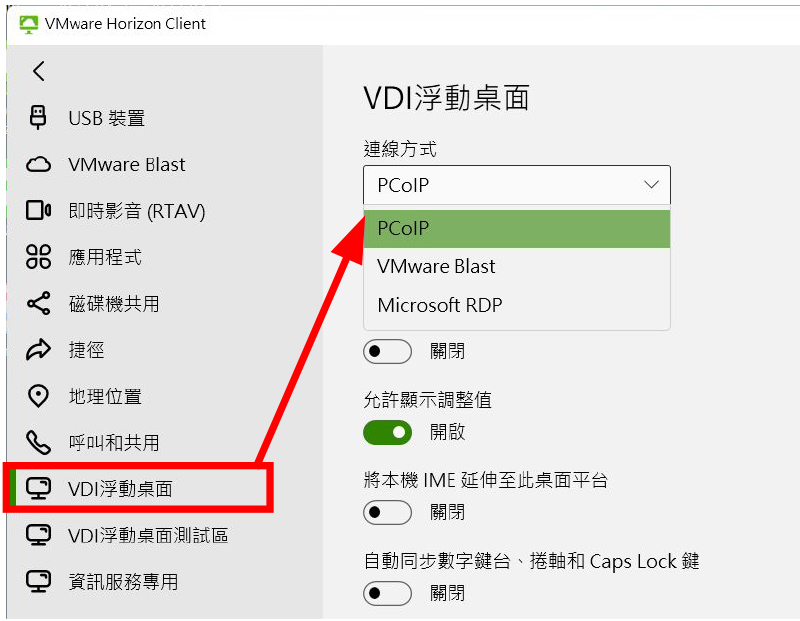 VMware Horizon Client
USB 裝置
VMware Blast
即時影音 (RTAV)
應用程式
磁碟機共用
捷徑
地理位置
呼叫和共用
VDI浮動桌面
VDI浮動桌面測試區
資訊服務專用
VDI浮動桌面
連線方式
PCoIP
PCoIP
VMware Blast
Microsoft RDP
關閉
允許顯示調整值
開啟
將本機 IME 延伸至此桌面平台
關閉
自動同步數字鍵台、捲軸和 Caps Lock 鍵
關閉